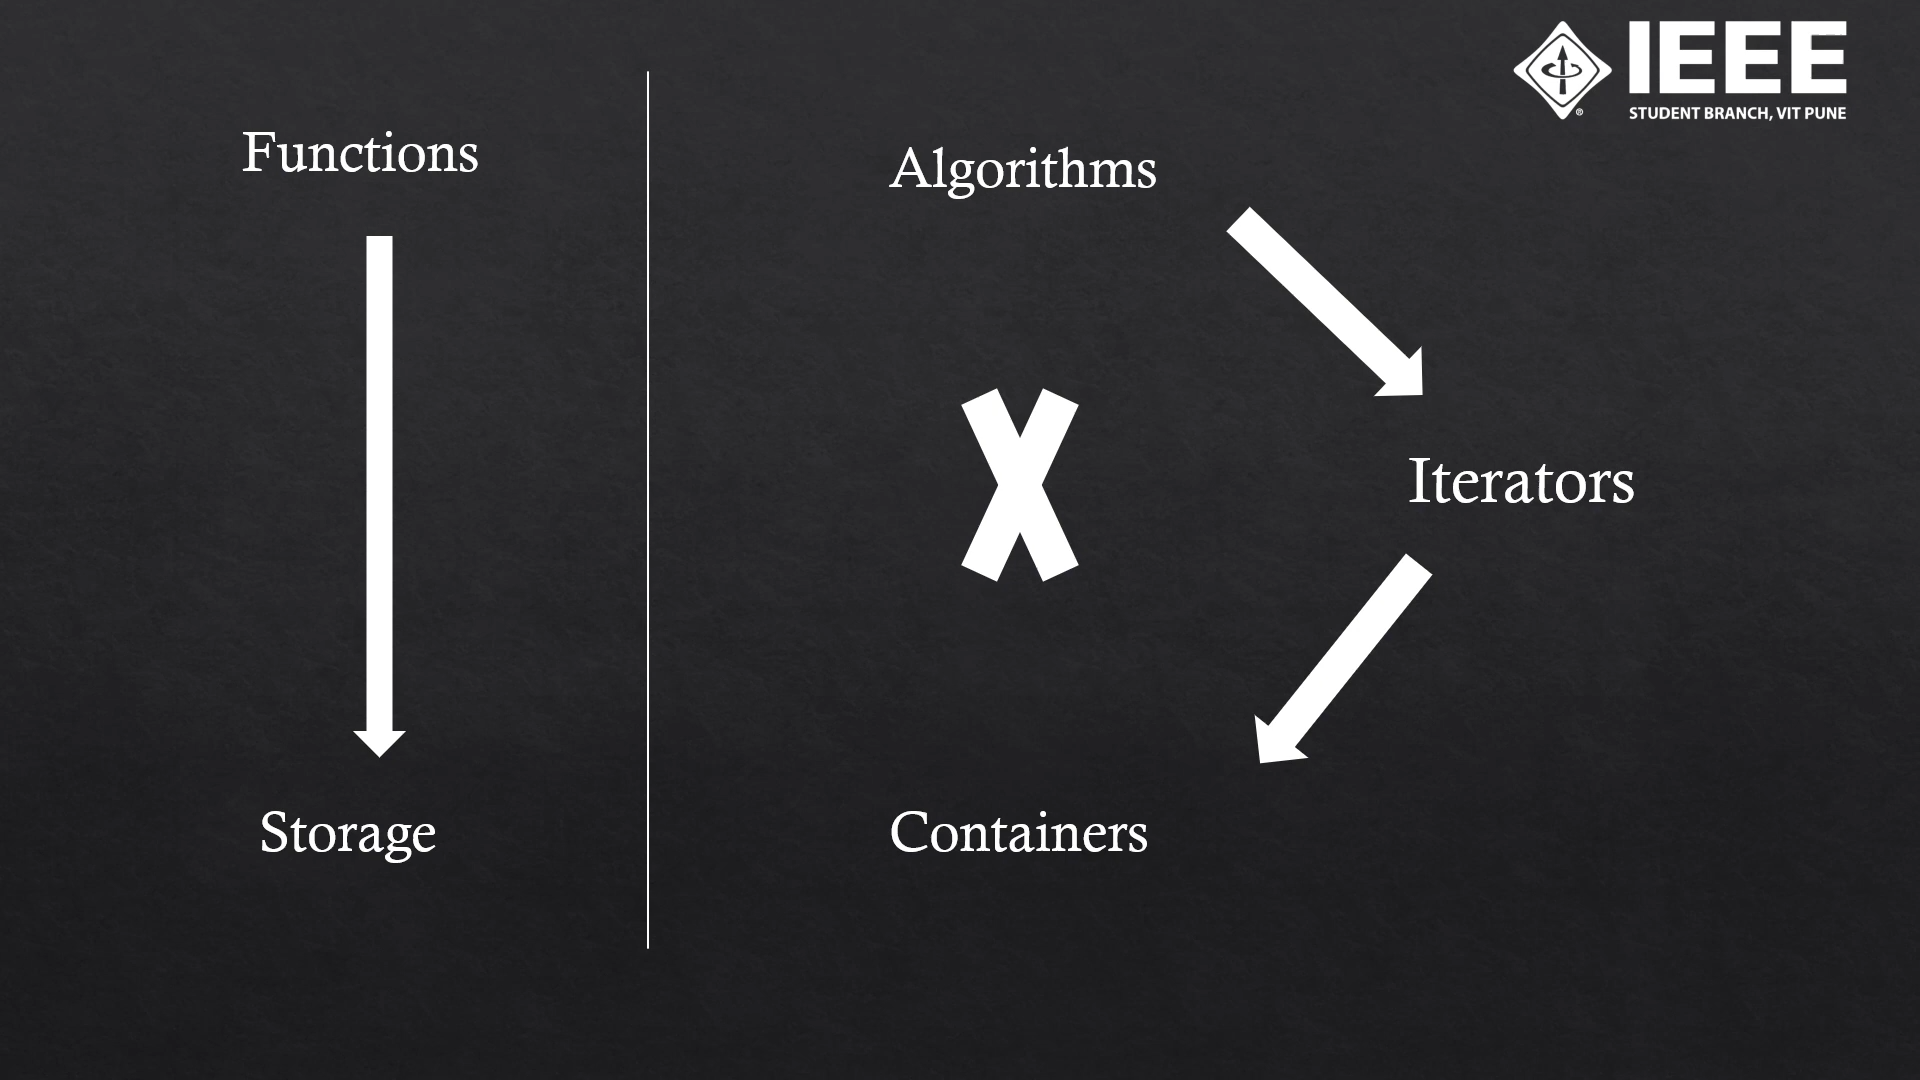 IEEE
STUDENT BRANCH, VIT PUNE
Functions
Storage
Algorithms
Iterators
Containers